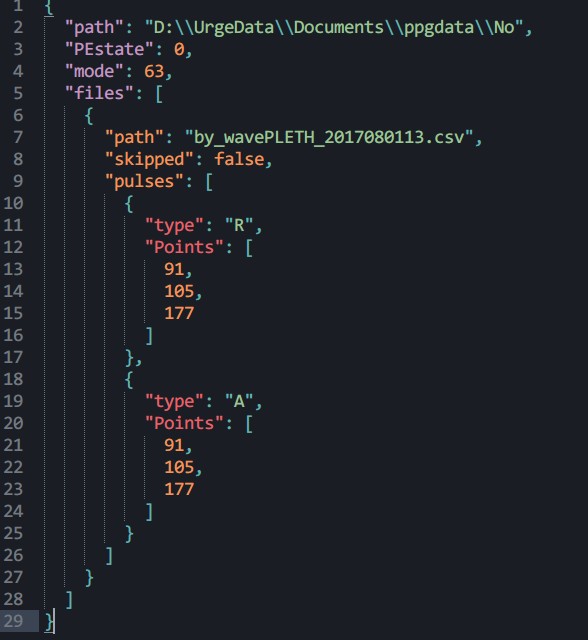 1 {
2 "path": "D:\\UrgeData\\Documents\\ppgdata\\No",
3 "PEstate": 0,
4 "mode": 63,
5 "files": [
6 {
7 "path": "by_wavePLETH_2017080113.csv",
8 "skipped": false,
9 "pulses": [
10 {
11 "type": "R",
12 "Points": [
13 91,
14 105,
15 177
16 ]
17 },
18 {
19 "type": "A",
20 "Points": [
21 91,
22 105,
23 177
24 ]
25 }
26 ]
27 }
28 ]
29 }